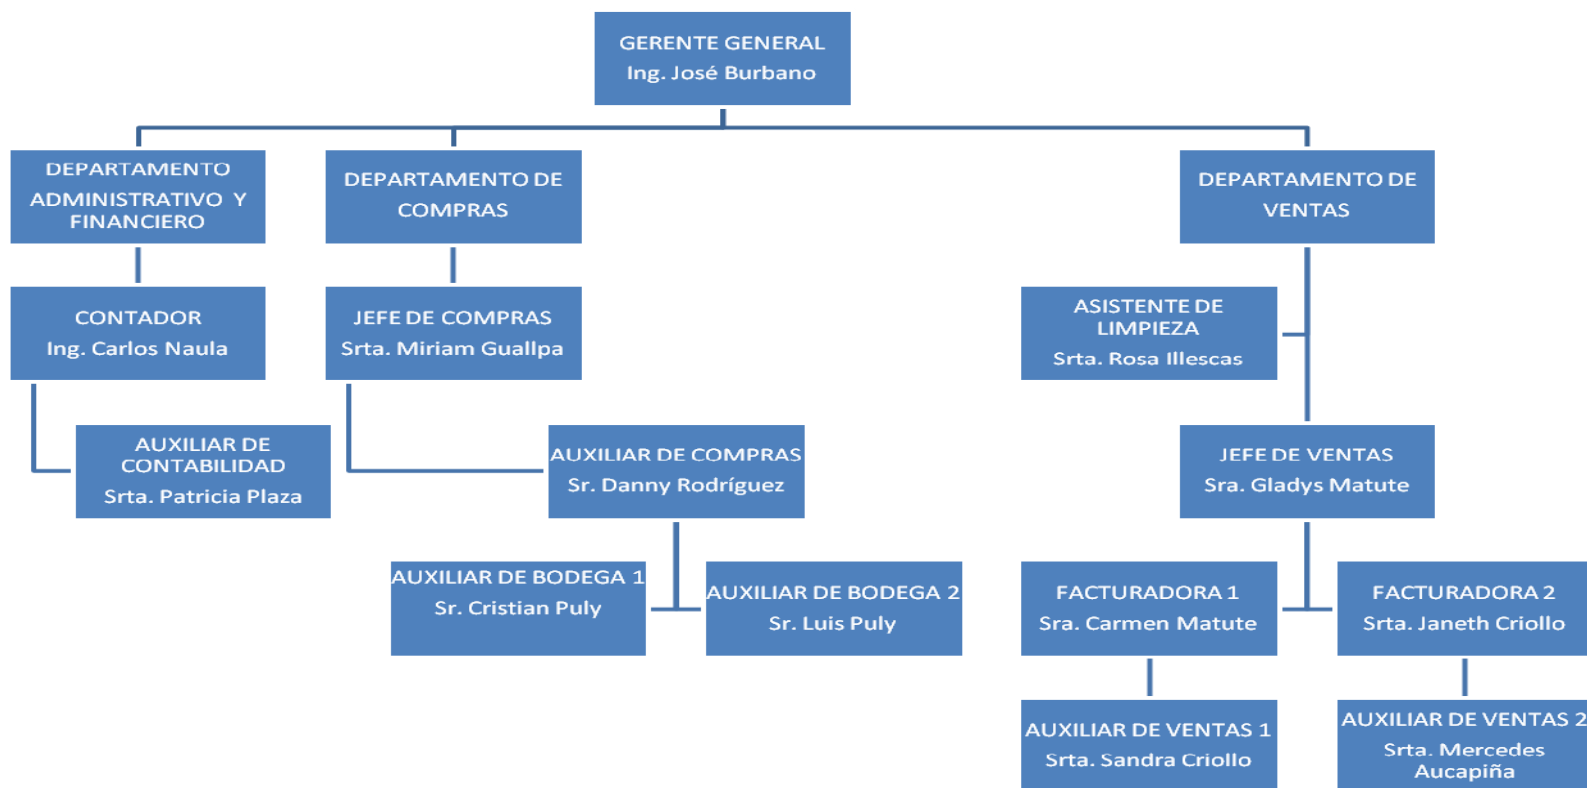 GERENTE GENERAL
Ing. José Burbano
DEPARTAMENTO
ADMINISTRATIVO Y
FINANCIERO
DEPARTAMENTO DE
COMPRAS
DEPARTAMENTO DE
VENTAS
CONTADOR
Ing. Carlos Naula
JEFE DE COMPRAS
Srta. Miriam Guallpa
ASISTENTE DE
LIMPIEZA
Srta. Rosa Illescas
AUXILIAR DE
CONTABILIDAD
Srta. Patricia Plaza
AUXILIAR DE COMPRAS
Sr. Danny Rodríguez
JEFE DE VENTAS
Sra. Gladys Matute
AUXILIAR DE BODEGA 1
Sr. Cristian Puly
AUXILIAR DE BODEGA 2
Sr. Luis Puly
FACTURADORA 1
Sra. Carmen Matute
FACTURADORA 2
Srta. Janeth Criollo
AUXILIAR DE VENTAS 1
Srta. Sandra Criollo
AUXILIAR DE VENTAS 2
Srta. Mercedes
Aucapiña